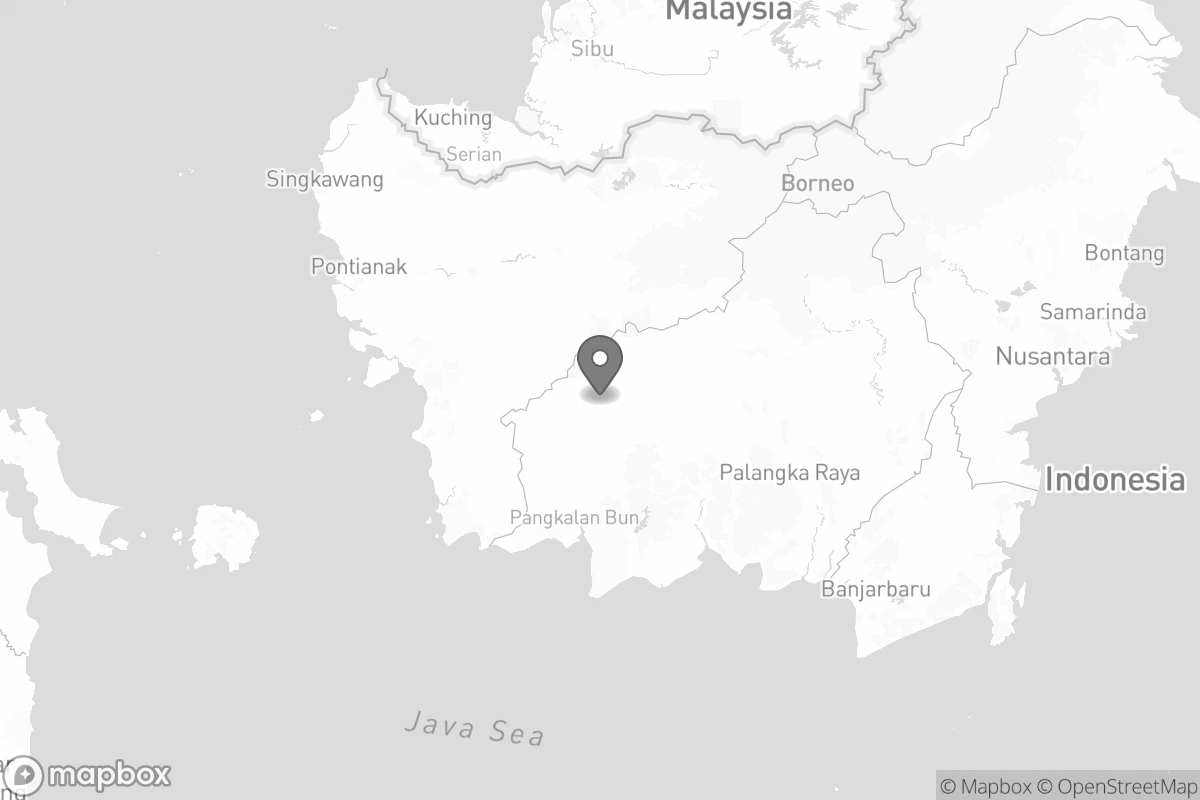 Malaysia
Sibu
Kuching
Serian
Singkawang
Borneo
Bontang
Pontianak
Samarinda
Nusantara
Palangka Raya
Indonesia
Pangkalan Bun
Banjarbaru
Java Sea
mapbox
© Mapbox © OpenStreetMap